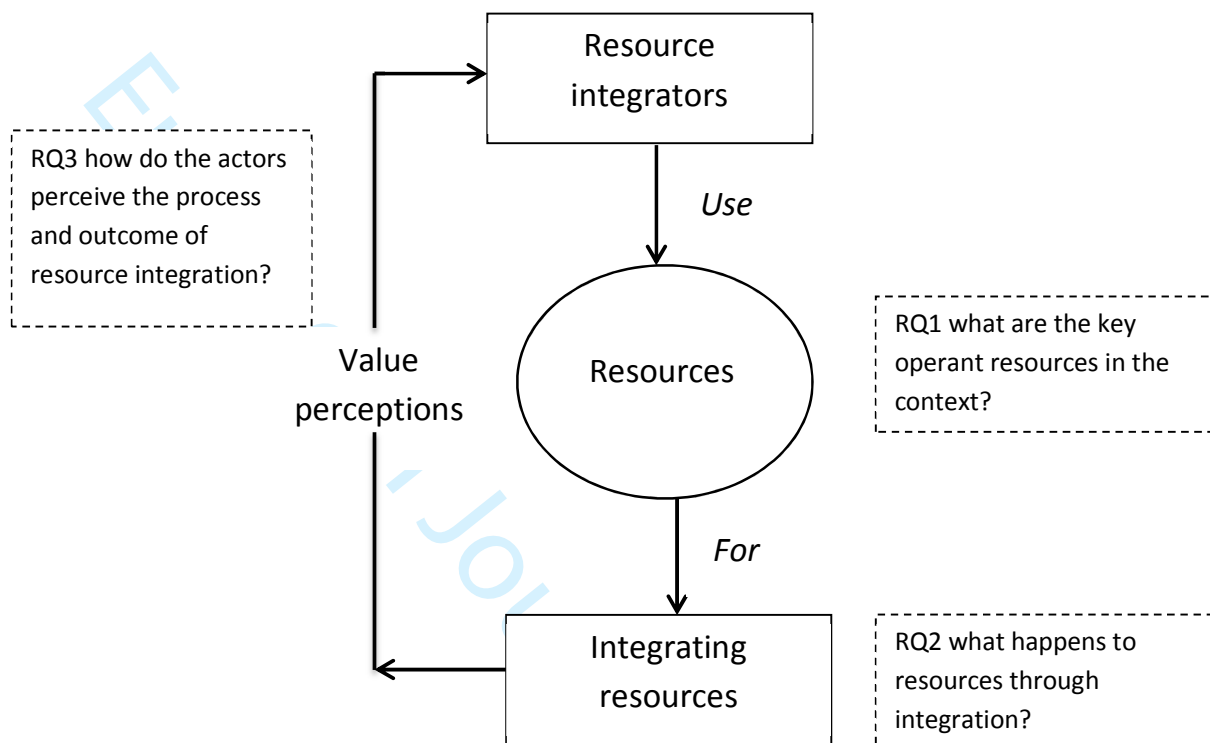 Resource
integrators
RQ3 how do the actors
perceive the process
and outcome of
resource integration?
Use
RQ1 what are the key
operant resources in the
context?
Resources
Value
perceptions
For
Integrating
resources
RQ2 what happens to
resources through
integration?